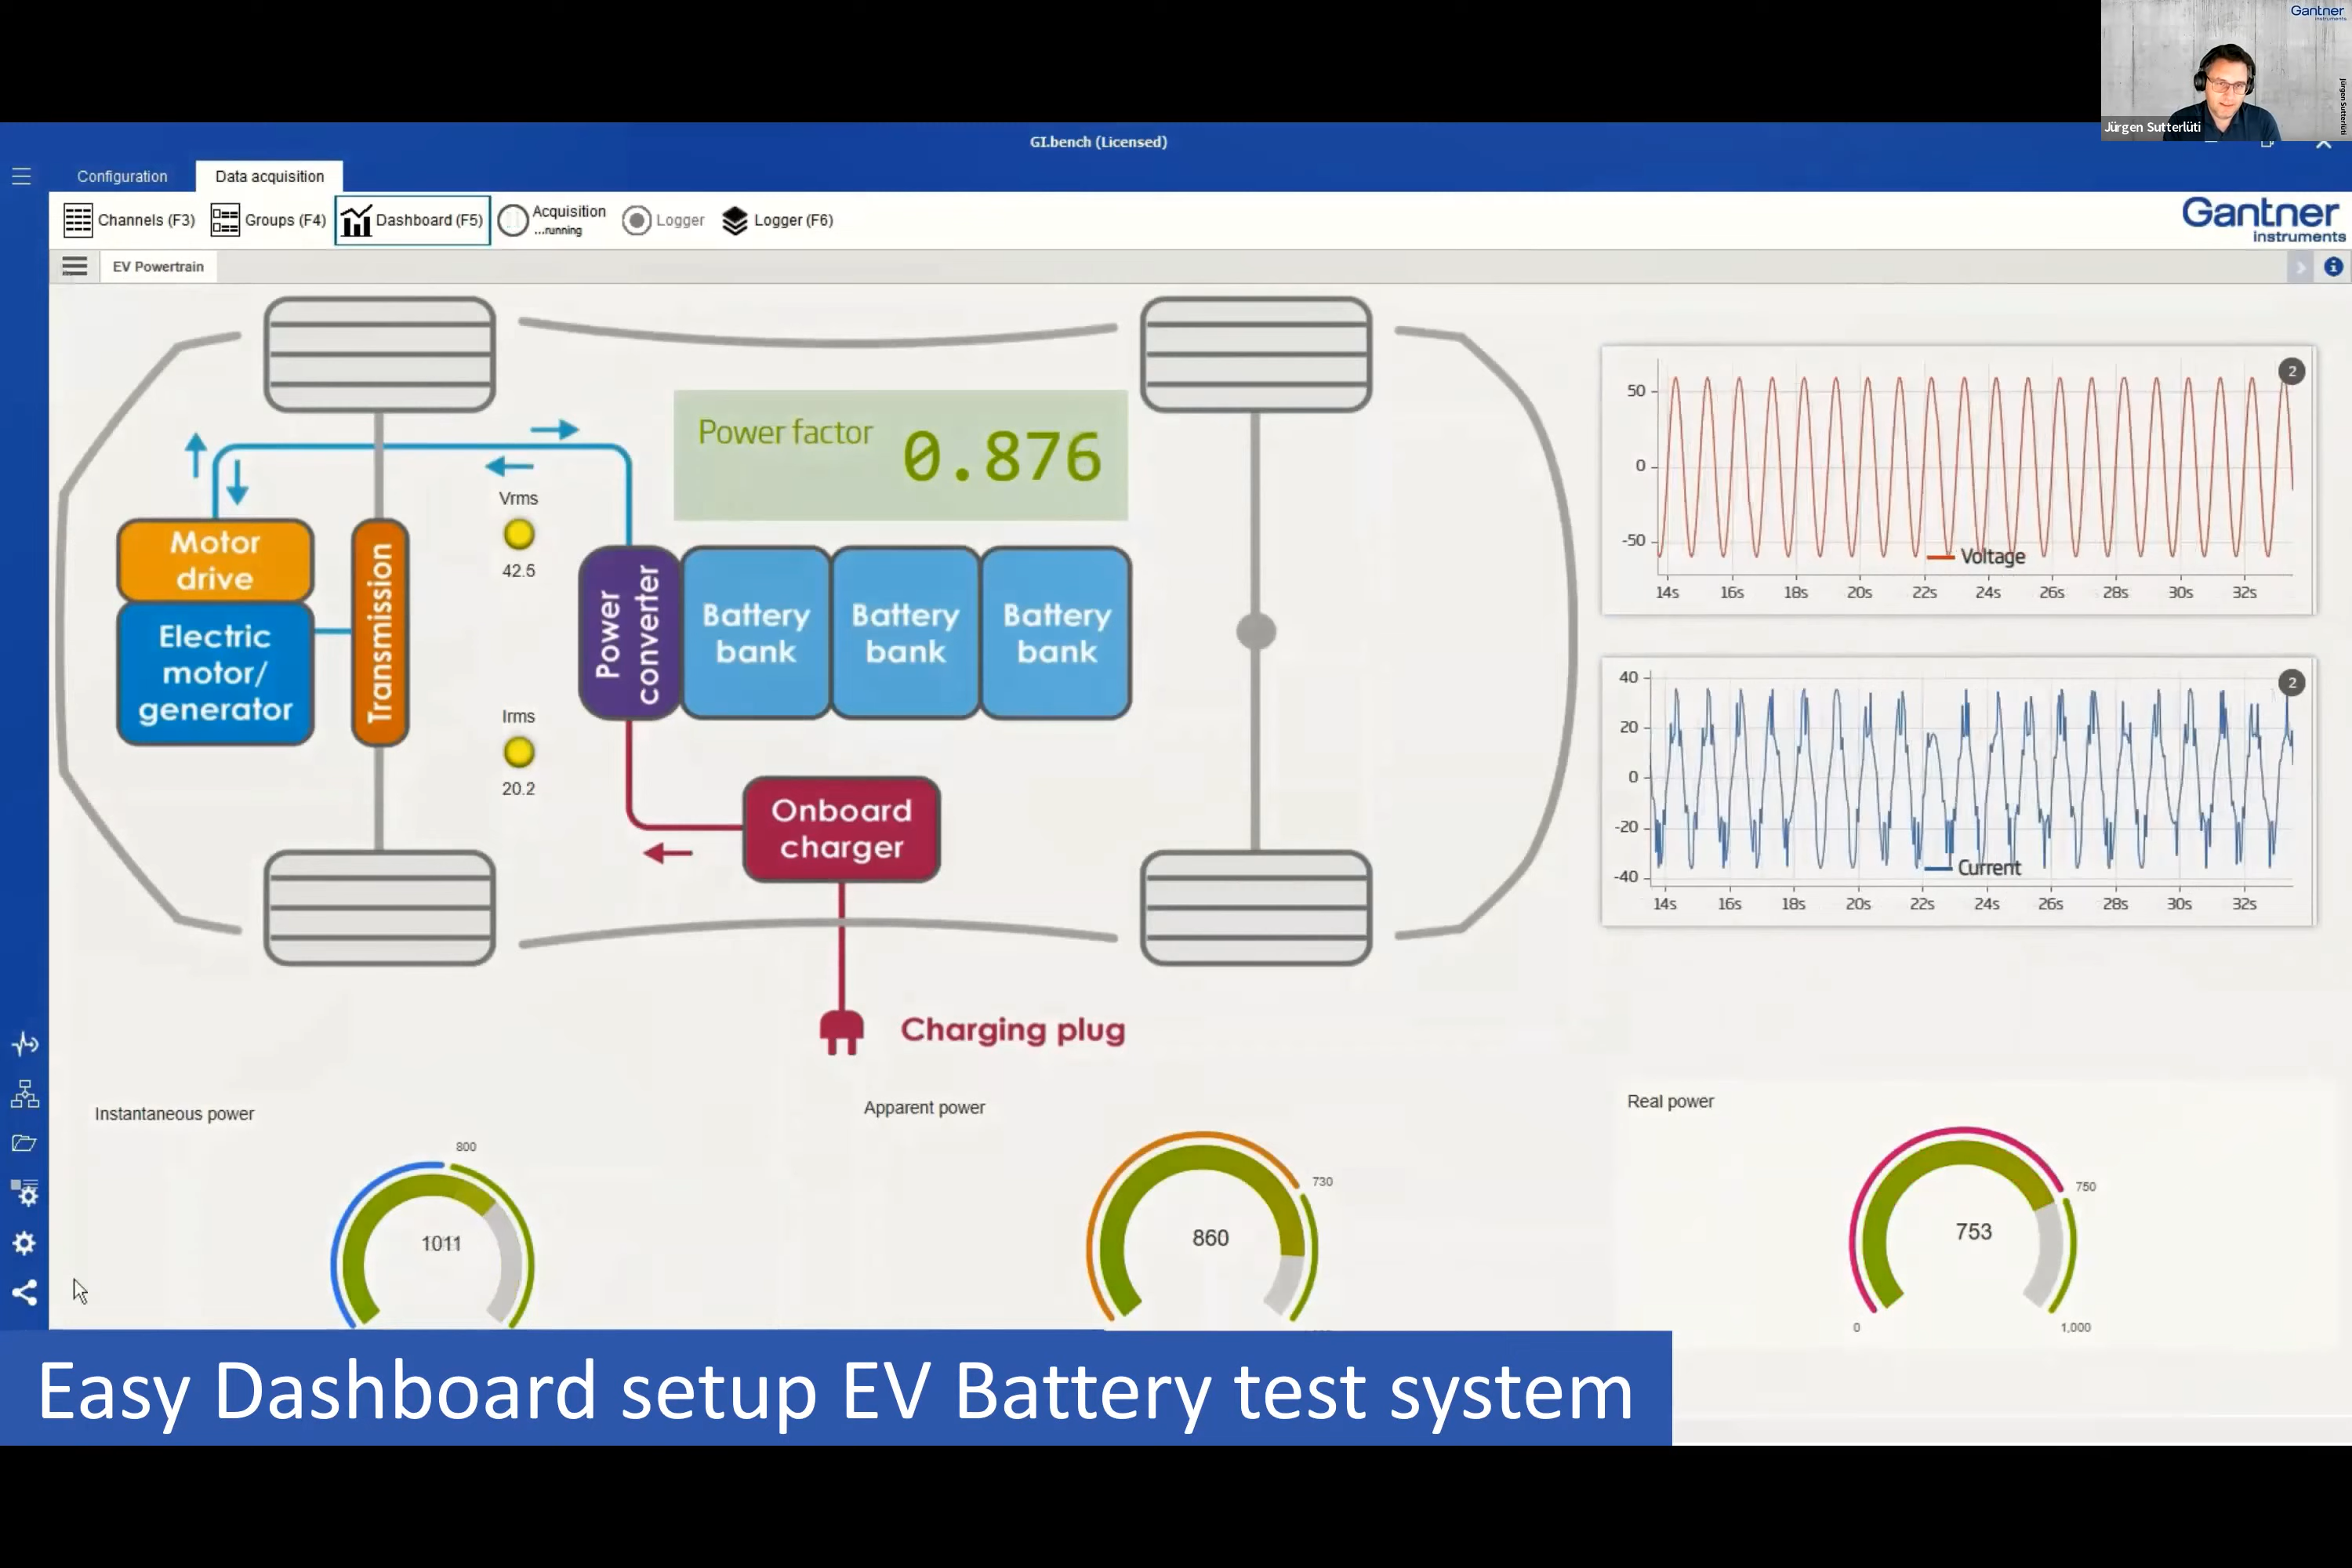 Gantner
instruments
Jürgen Sutterlüti
Jürgen Sutterlüti
GI.bench (Licensed)
Configuration
Data acquisition
Channels (F3)
Groups (F4)
Dashboard (F5)
Acquisition
...running
Logger
Logger (F6)
Gantner
instruments
EV Powertrain
Power factor
0.876
Vrms
42.5
Motor
drive
Electric
motor/
generator
Transmission
Power
converter
Battery
bank
Battery
bank
Battery
bank
Irms
20.2
Onboard
charger
Charging plug
2
50
0
-50
Voltage
14s 16s 18s 20s 22s 24s 26s 28s 30s 32s
2
40
20
0
-20
-40
Current
14s 16s 18s 20s 22s 24s 26s 28s 30s 32s
Instantaneous power
800
1011
Apparent power
730
860
Real power
750
753
0
1,000
Easy Dashboard setup EV Battery test system